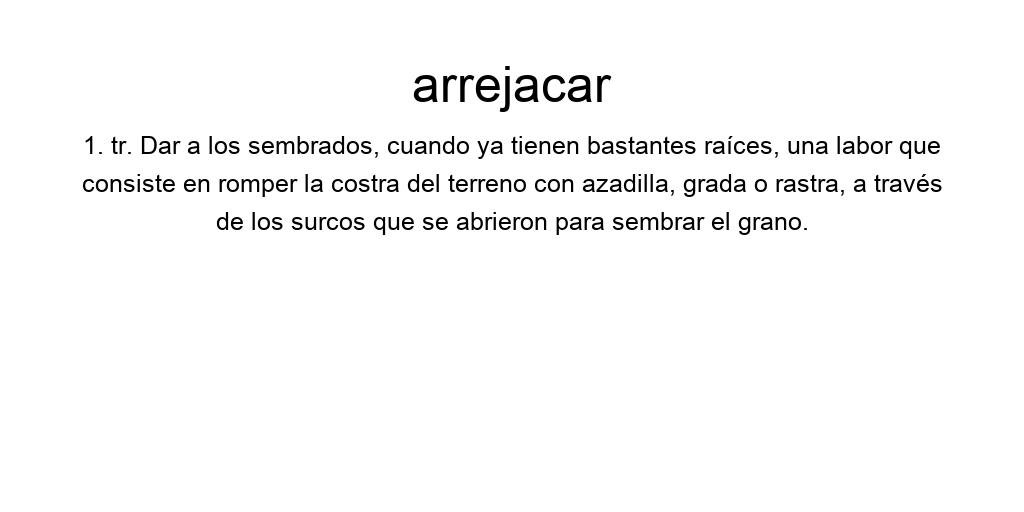 arrejacar
1. tr. Dar a los sembrados, cuando ya tienen bastantes raíces, una labor que
consiste en romper la costra del terreno con azadilla, grada o rastra, a través
de los surcos que se abrieron para sembrar el grano.